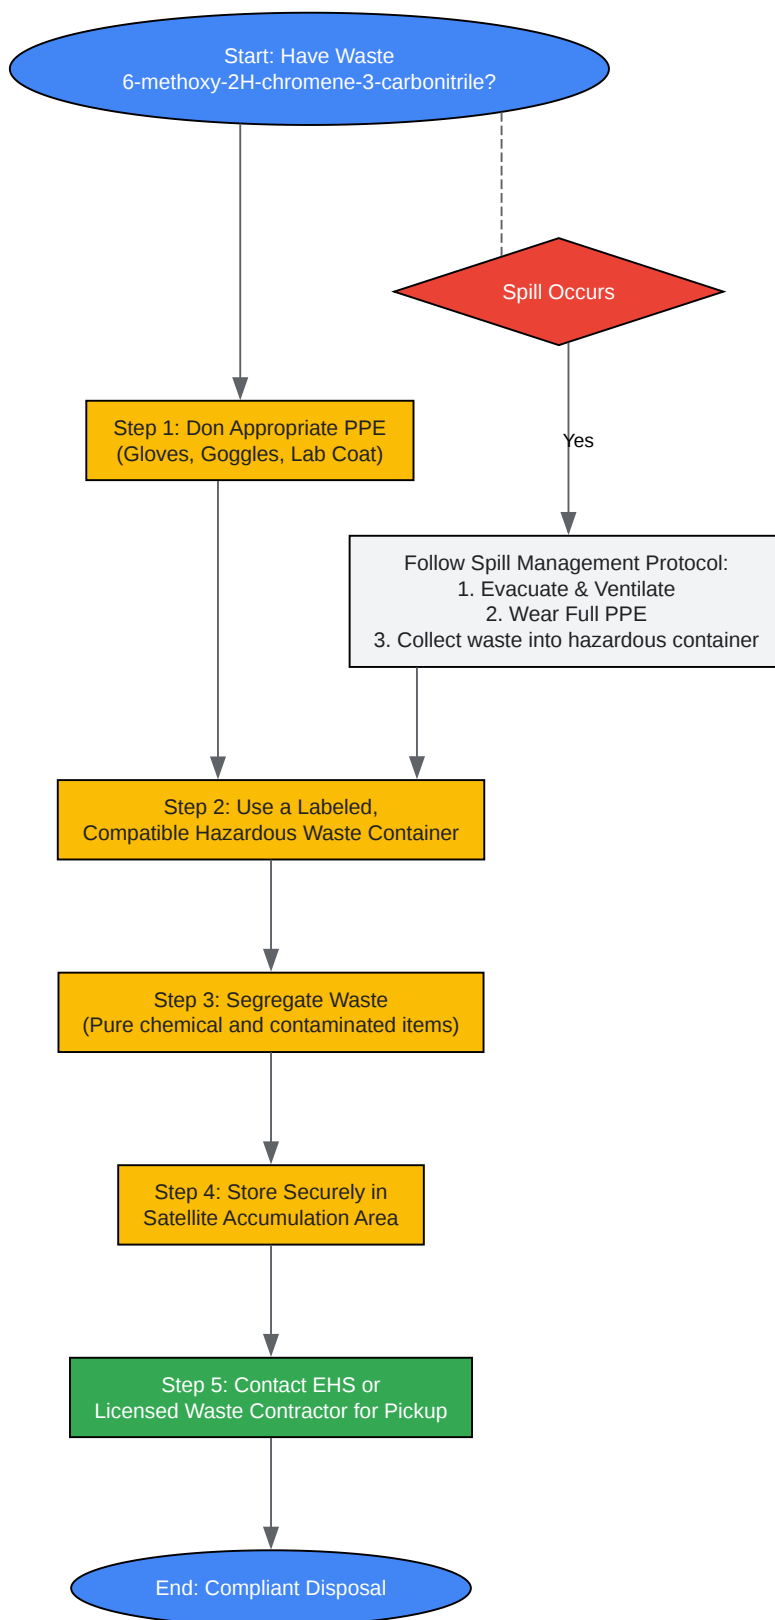 Start: Have Waste
6-methoxy-2H-chromene-3-carbonitrile?
Spill Occurs
Step 1: Don Appropriate PPE
(Gloves, Goggles, Lab Coat)
Yes
Follow Spill Management Protocol:
1. Evacuate & Ventilate
2. Wear Full PPE
3. Collect waste into hazardous container
Step 2: Use a Labeled,
Compatible Hazardous Waste Container
Step 3: Segregate Waste
(Pure chemical and contaminated items)
Step 4: Store Securely in
Satellite Accumulation Area
Step 5: Contact EHS or
Licensed Waste Contractor for Pickup
End: Compliant Disposal